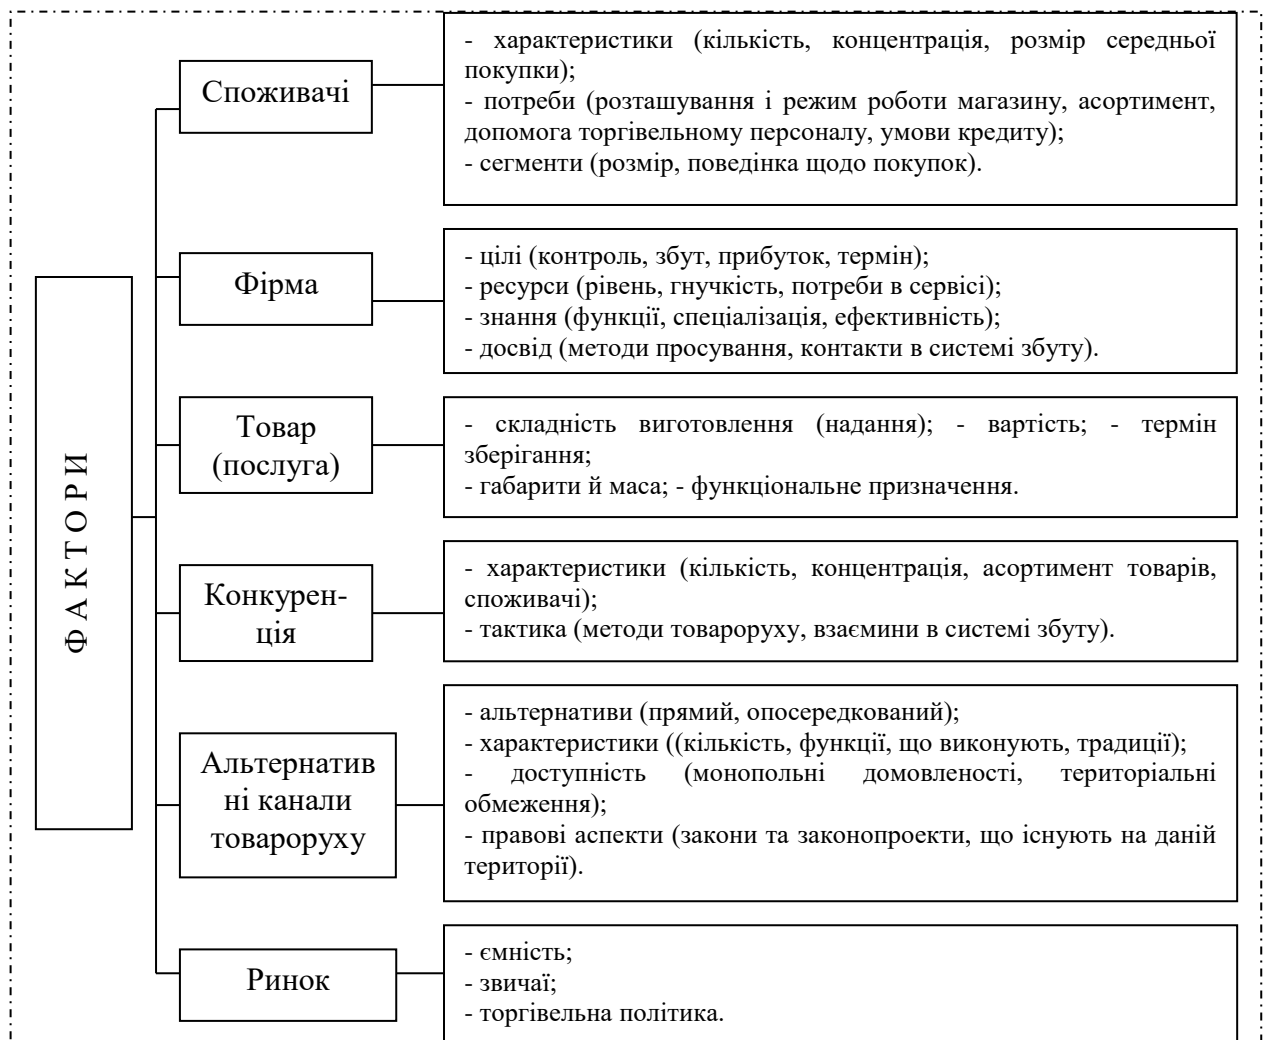 ФАКТОРИ
Споживачі
- характеристики (кількість, концентрація, розмір середньої
покупки);
- потреби (розташування і режим роботи магазину, асортимент,
допомога торгівельному персоналу, умови кредиту);
- сегменти (розмір, поведінка щодо покупок).
Фірма
- цілі (контроль, збут, прибуток, термін);
- ресурси (рівень, гнучкість, потреби в сервісі);
- знання (функції, спеціалізація, ефективність);
- досвід (методи просування, контакти в системі збуту).
Товар
(послуга)
- складність виготовлення (надання); - вартість; - термін
зберігання;
- габарити й маса; - функціональне призначення.
Конкурен-
ція
- характеристики (кількість, концентрація, асортимент товарів,
споживачі);
- тактика (методи товароруху, взаємини в системі збуту).
Альтернатив
ні канали
товароруху
- альтернативи (прямий, опосередкований);
- характеристики ((кількість, функції, що виконують, традиції);
- доступність (монопольні домовленості, територіальні
обмеження);
- правові аспекти (закони та законопроекти, що існують на даній
території).
Ринок
- ємність;
- звичаї;
- торгівельна політика.